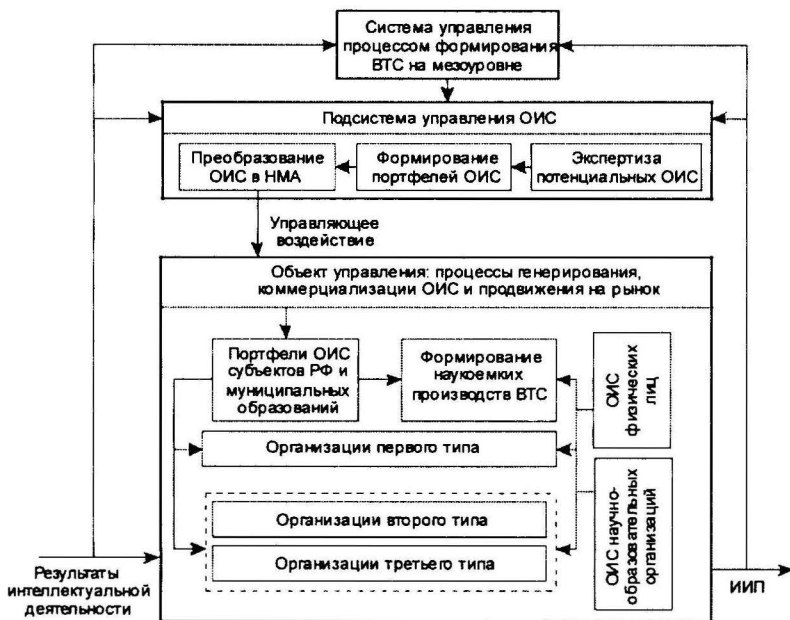 Система управления
процессом формирования
ВТС на мезоуровне
Подсистема управления ОИС
Преобразование
ОИС в НМА
Формирование
портфелей ОИС
Экспертиза
потенциальных ОИС
Управляющее
воздействие
Объект управления: процессы генерирования,
коммерциализации ОИС и продвижения на рынок
Портфели ОИС
субъектов РФ и
муниципальных
образований
Формирование
наукоемких
производств ВТС
ОИС
физических
лиц
Организации первого типа
Организации второго типа
Организации третьего типа
ОИС научно-
образовательных
организаций
Результаты
интеллектуальной
деятельности
ИИП